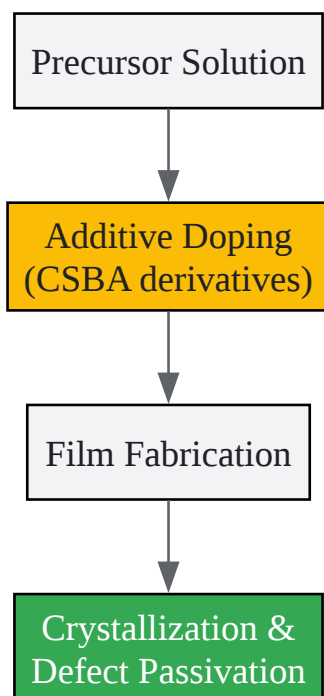 Precursor Solution
Additive Doping
(CSBA derivatives)
Film Fabrication
Crystallization &
Defect Passivation